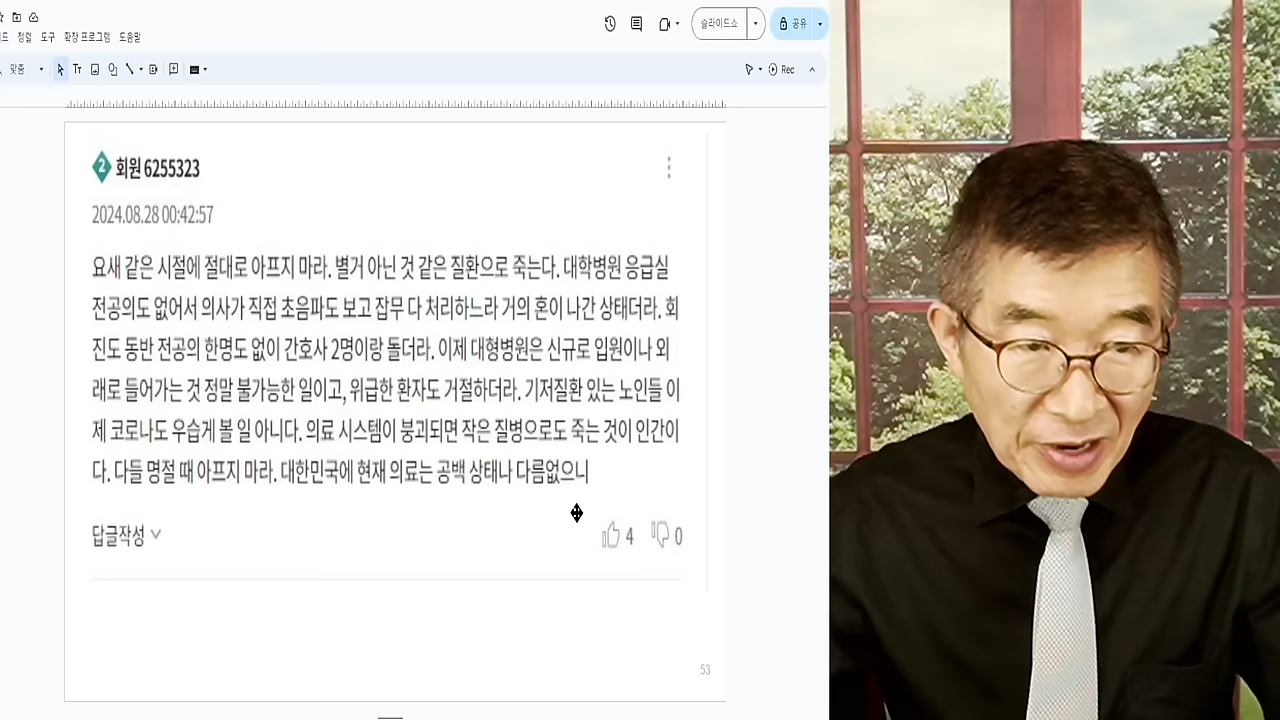 정렬 도구 확장 프로그램 도움말
슬라이드쇼
공유
맞춤
Tт
Rec
2 회원 6255323
2024.08.28 00:42:57
요새 같은 시절에 절대로 아프지 마라. 별거 아닌 것 같은 질환으로 죽는다. 대학병원 응급실
전공의도 없어서 의사가 직접 초음파도 보고 잡무 다 처리하느라 거의 혼이 나간 상태더라. 회
진도 동반 전공의 한명도 없이 간호사 2명이랑 돌더라. 이제 대형병원은 신규로 입원이나 외
래로 들어가는 것 정말 불가능한 일이고, 위급한 환자도 거절하더라. 기저질환 있는 노인들 이
제 코로나도 우습게 볼 일 아니다. 의료 시스템이 붕괴되면 작은 질병으로도 죽는 것이 인간이
다. 다들 명절 때 아프지 마라. 대한민국에 현재 의료는 공백 상태나 다름없으니
답글작성
4 0
53